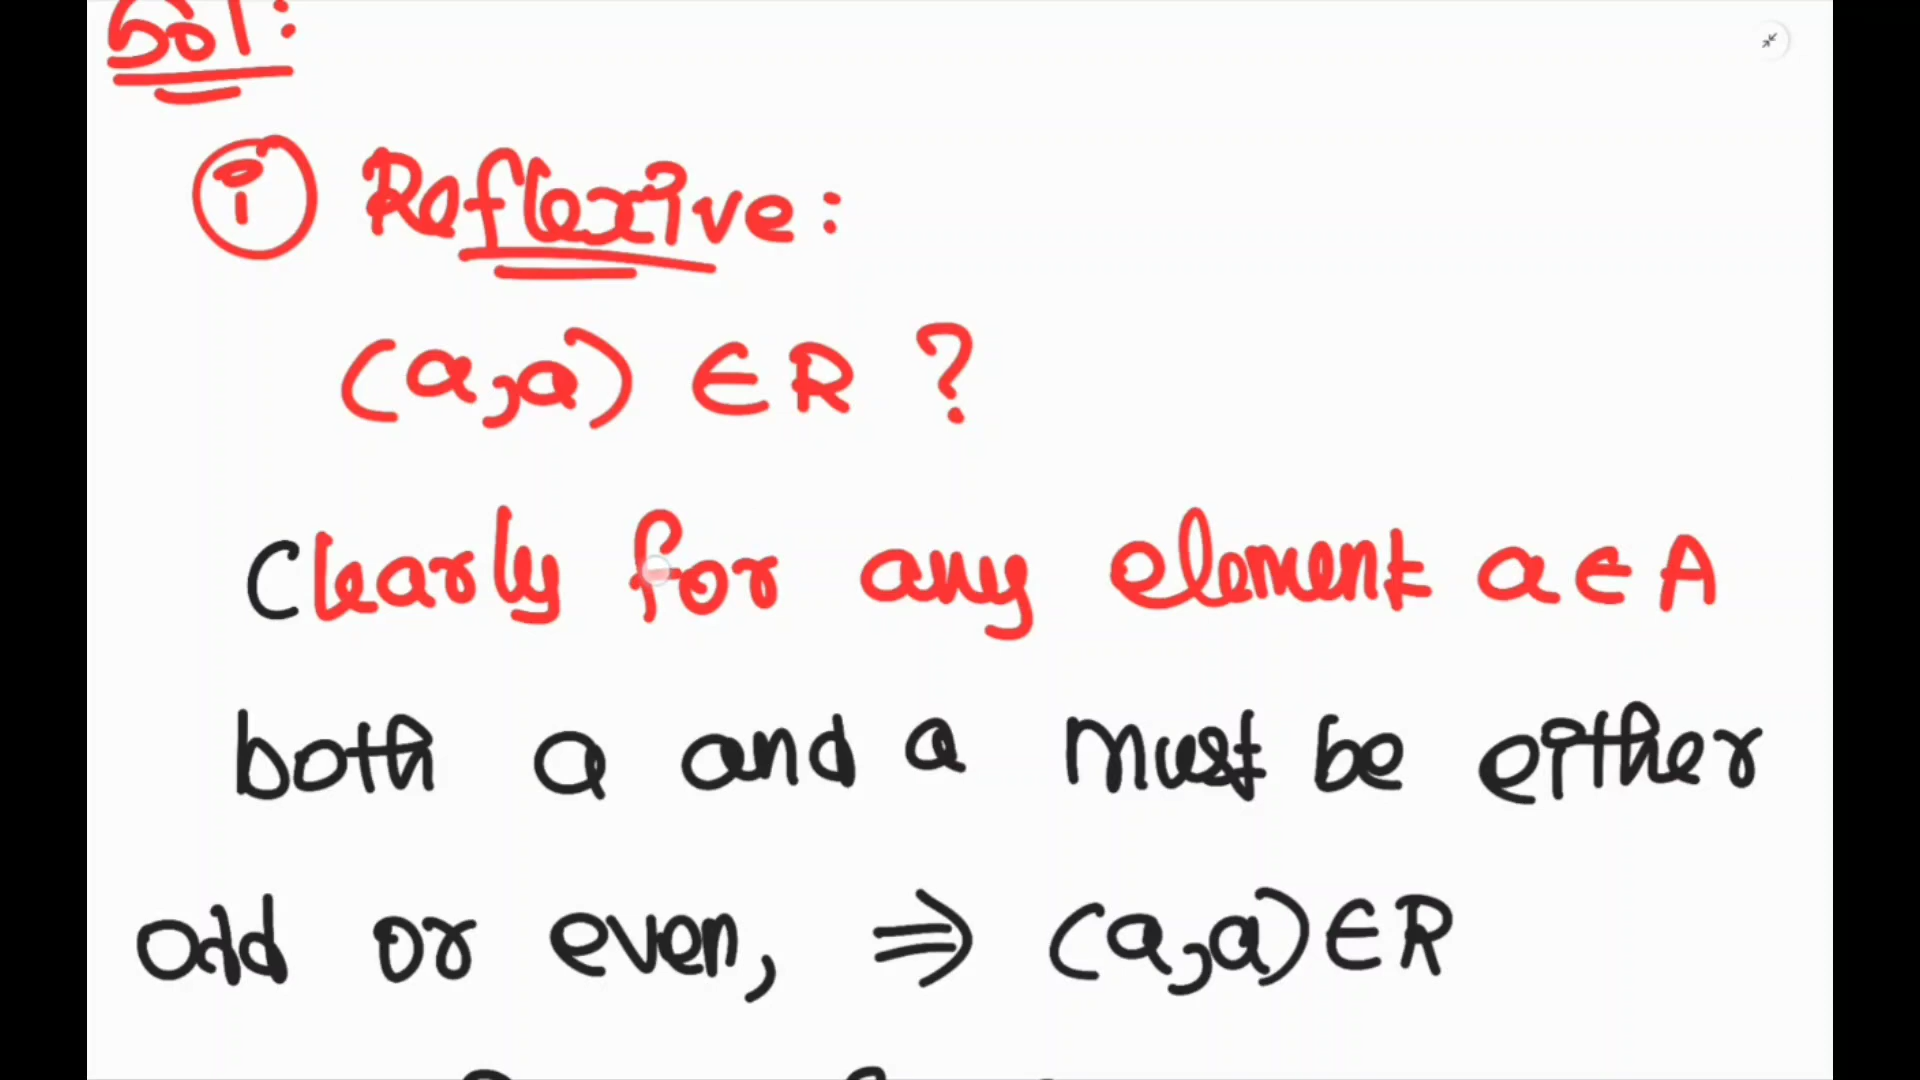 Sol:
i Reflexive:
(a,a) ∈ R ?
Clearly for any element a ∈ A
both a and a must be either
odd or even, ⇒ (a,a) ∈ R